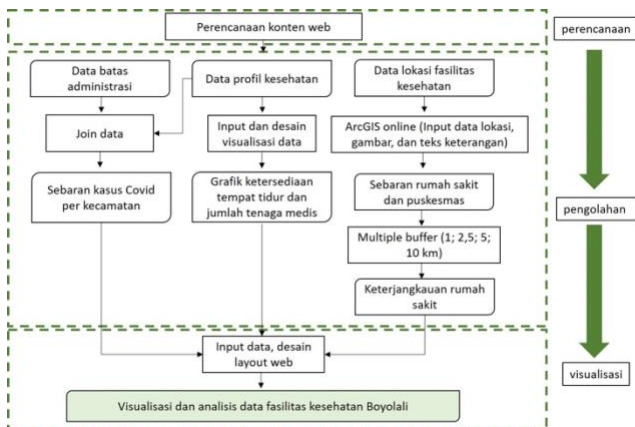 Perencanaan konten web
perencanaan
Data batas
administrasi
Data profil kesehatan
Data lokasi fasilitas
kesehatan
Join data
Input dan desain
visualisasi data
ArcGIS online (Input data lokasi,
gambar, dan teks keterangan)
Sebaran kasus Covid
per kecamatan
Grafik ketersediaan
tempat tidur dan
jumlah tenaga medis
Sebaran rumah sakit
dan puskesmas
pengolahan
Multiple buffer (1; 2,5; 5;
10 km)
Keterjangkauan rumah
sakit
Input data, desain
layout web
visualisasi
Visualisasi dan analisis data fasilitas kesehatan Boyolali